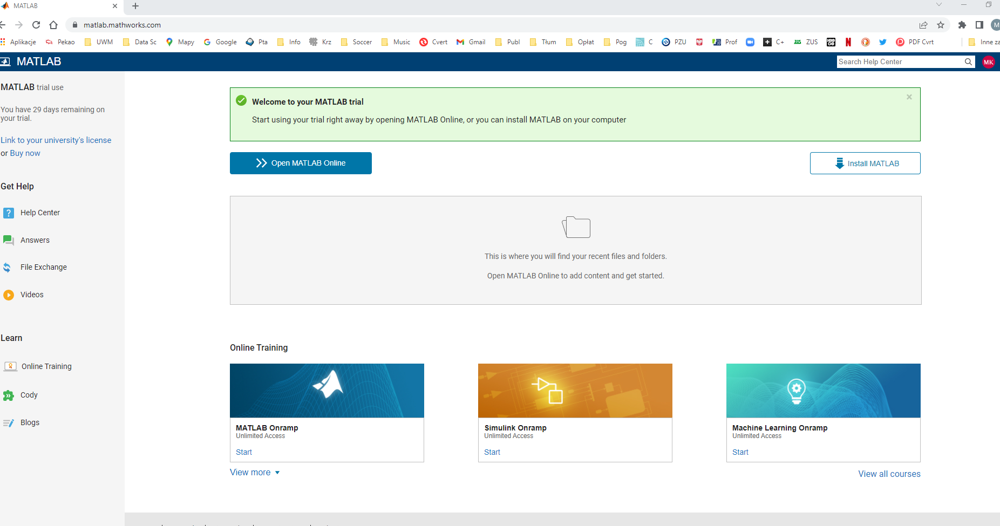 MATLAB
matlab.mathworks.com
M
Aplikacje Pekao UWM Data Sc Mapy Google Pta Info Krz Soccer Music Cvert Gmail Publ Tłum Opłat Pog C PZU Prof C+ ZUS HBO GO N PDF Cvrt Inne za
MATLAB
Search Help Center
MK
MATLAB trial use
You have 29 days remaining on
your trial.
Link to your university's license
or Buy now
Get Help
Help Center
Answers
File Exchange
Videos
Learn
Online Training
Cody
Blogs
Welcome to your MATLAB trial
Start using your trial right away by opening MATLAB Online, or you can install MATLAB on your computer
Open MATLAB Online
Install MATLAB
This is where you will find your recent files and folders.
Open MATLAB Online to add content and get started.
Online Training
MATLAB Onramp
Unlimited Access
Start
Simulink Onramp
Unlimited Access
Start
Machine Learning Onramp
Unlimited Access
Start
View more
View all courses